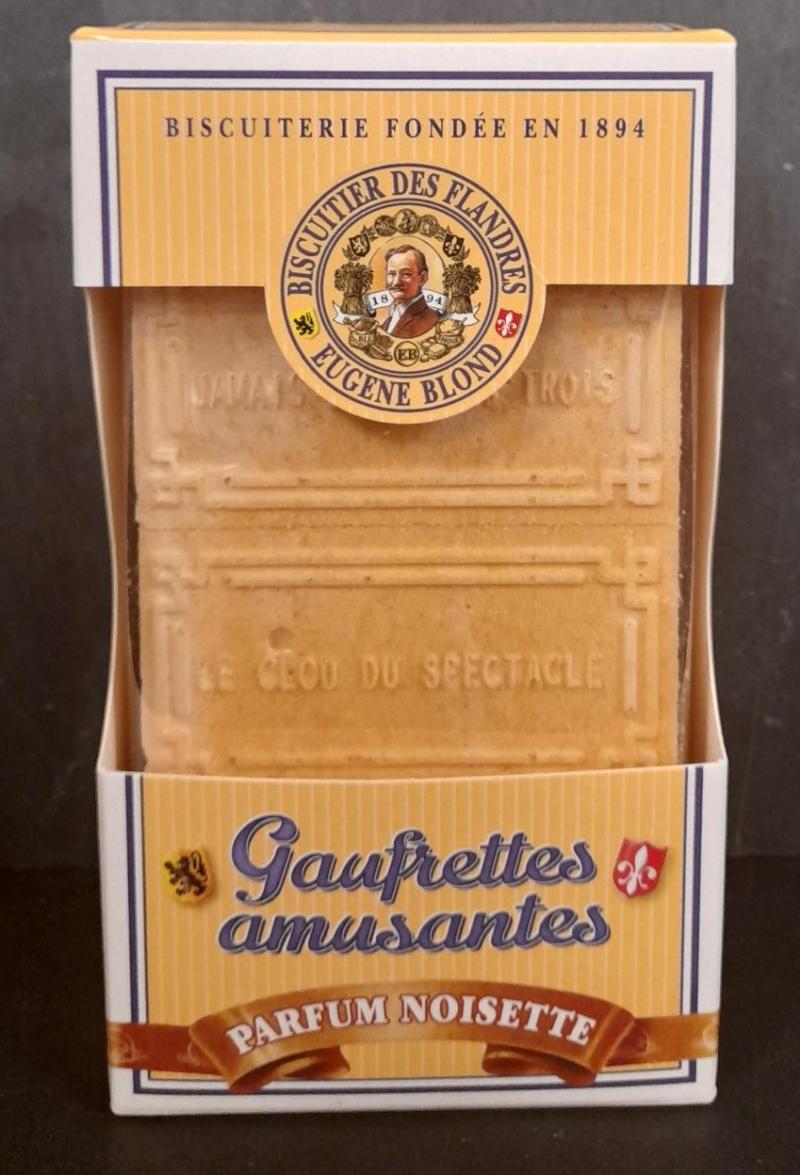 BISCUITERIE FONDÉE EN 1894
BISCUITIER DES FLANDRES
18 94
EB
EUGÈNE BLOND
TROIS
LE CLOU DU SPECTACLE
Gaufrettes
amusantes
PARFUM NOISETTE